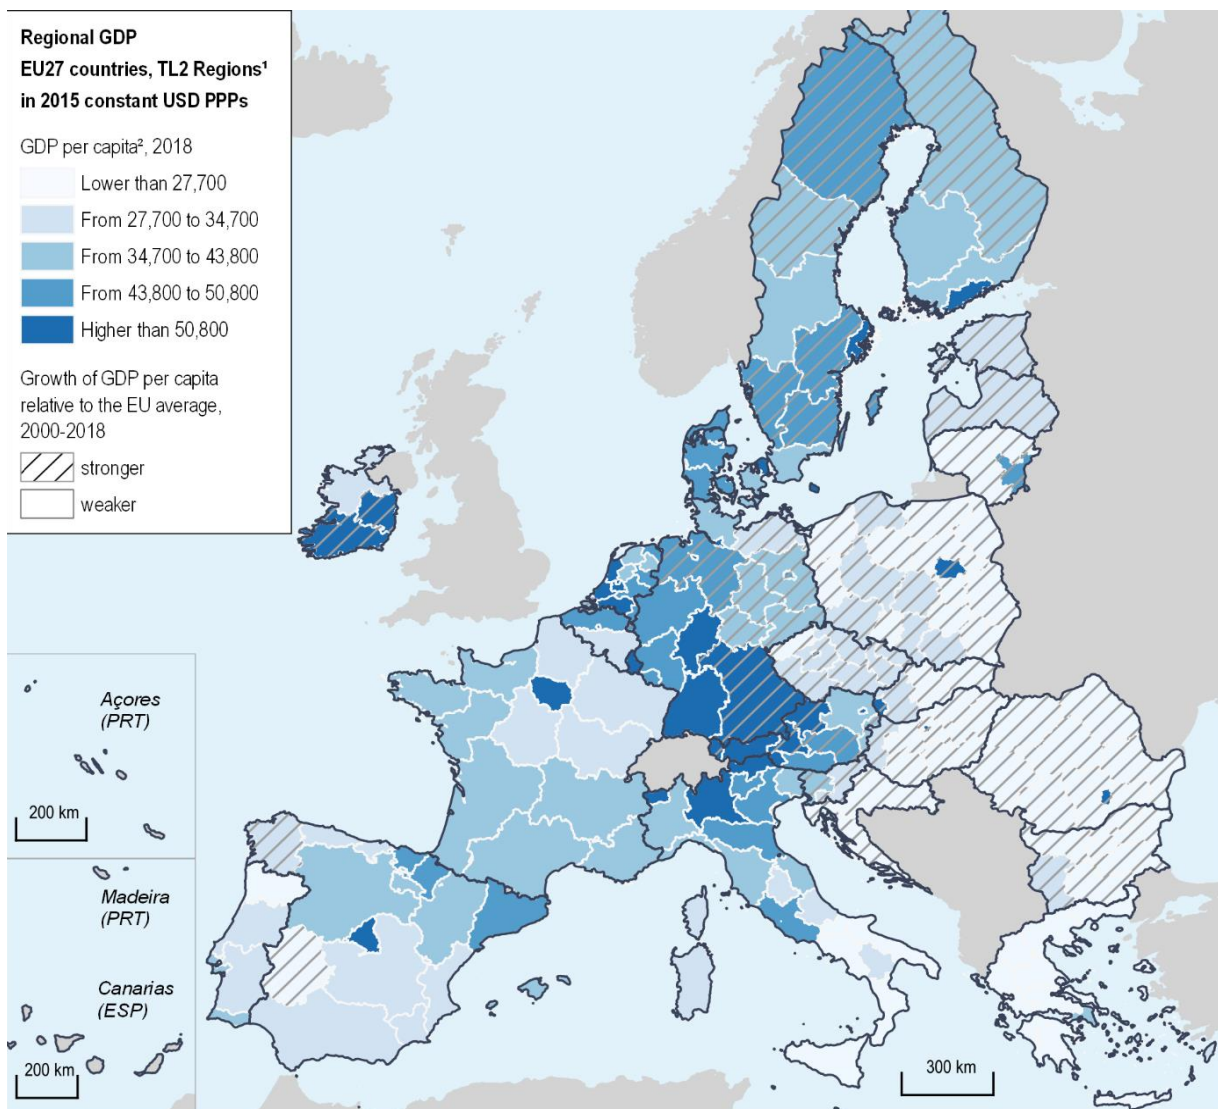 Regional GDP
EU27 countries, TL2 Regions¹
in 2015 constant USD PPPs
GDP per capita², 2018
Lower than 27,700
From 27,700 to 34,700
From 34,700 to 43,800
From 43,800 to 50,800
Higher than 50,800
Growth of GDP per capita
relative to the EU average,
2000-2018
stronger
weaker
Açores
(PRT)
200 km
Madeira
(PRT)
Canarias
(ESP)
200 km
300 km